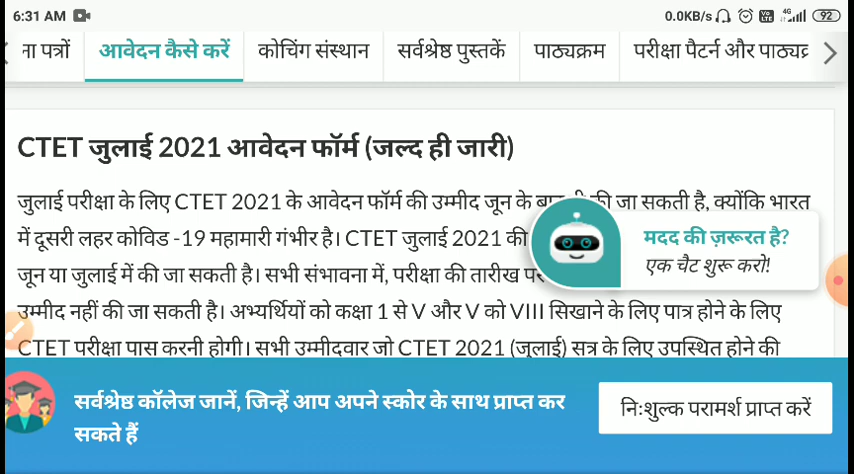 6:31 AM
0.0KB/s 4G 92
ना पत्रों आवेदन कैसे करें कोचिंग संस्थान सर्वश्रेष्ठ पुस्तकें पाठ्यक्रम परीक्षा पैटर्न और पाठ्यक्र
CTET जुलाई 2021 आवेदन फॉर्म (जल्द ही जारी)
जुलाई परीक्षा के लिए CTET 2021 के आवेदन फॉर्म की उम्मीद जून के की जा सकती है, क्योंकि भारत
में दूसरी लहर कोविड -19 महामारी गंभीर है। CTET जुलाई 2021 की
जून या जुलाई में की जा सकती है। सभी संभावना में, परीक्षा की तारीख
उम्मीद नहीं की जा सकती है। अभ्यर्थियों को कक्षा 1 से V और V को VIII सिखाने के लिए पात्र होने के लिए
CTET परीक्षा पास करनी होगी। सभी उम्मीदवार जो CTET 2021 (जुलाई) सत्र के लिए उपस्थित होने की
मदद की ज़रूरत है?
एक चैट शुरू करो!
सर्वश्रेष्ठ कॉलेज जानें, जिन्हें आप अपने स्कोर के साथ प्राप्त कर
सकते हैं
निःशुल्क परामर्श प्राप्त करें